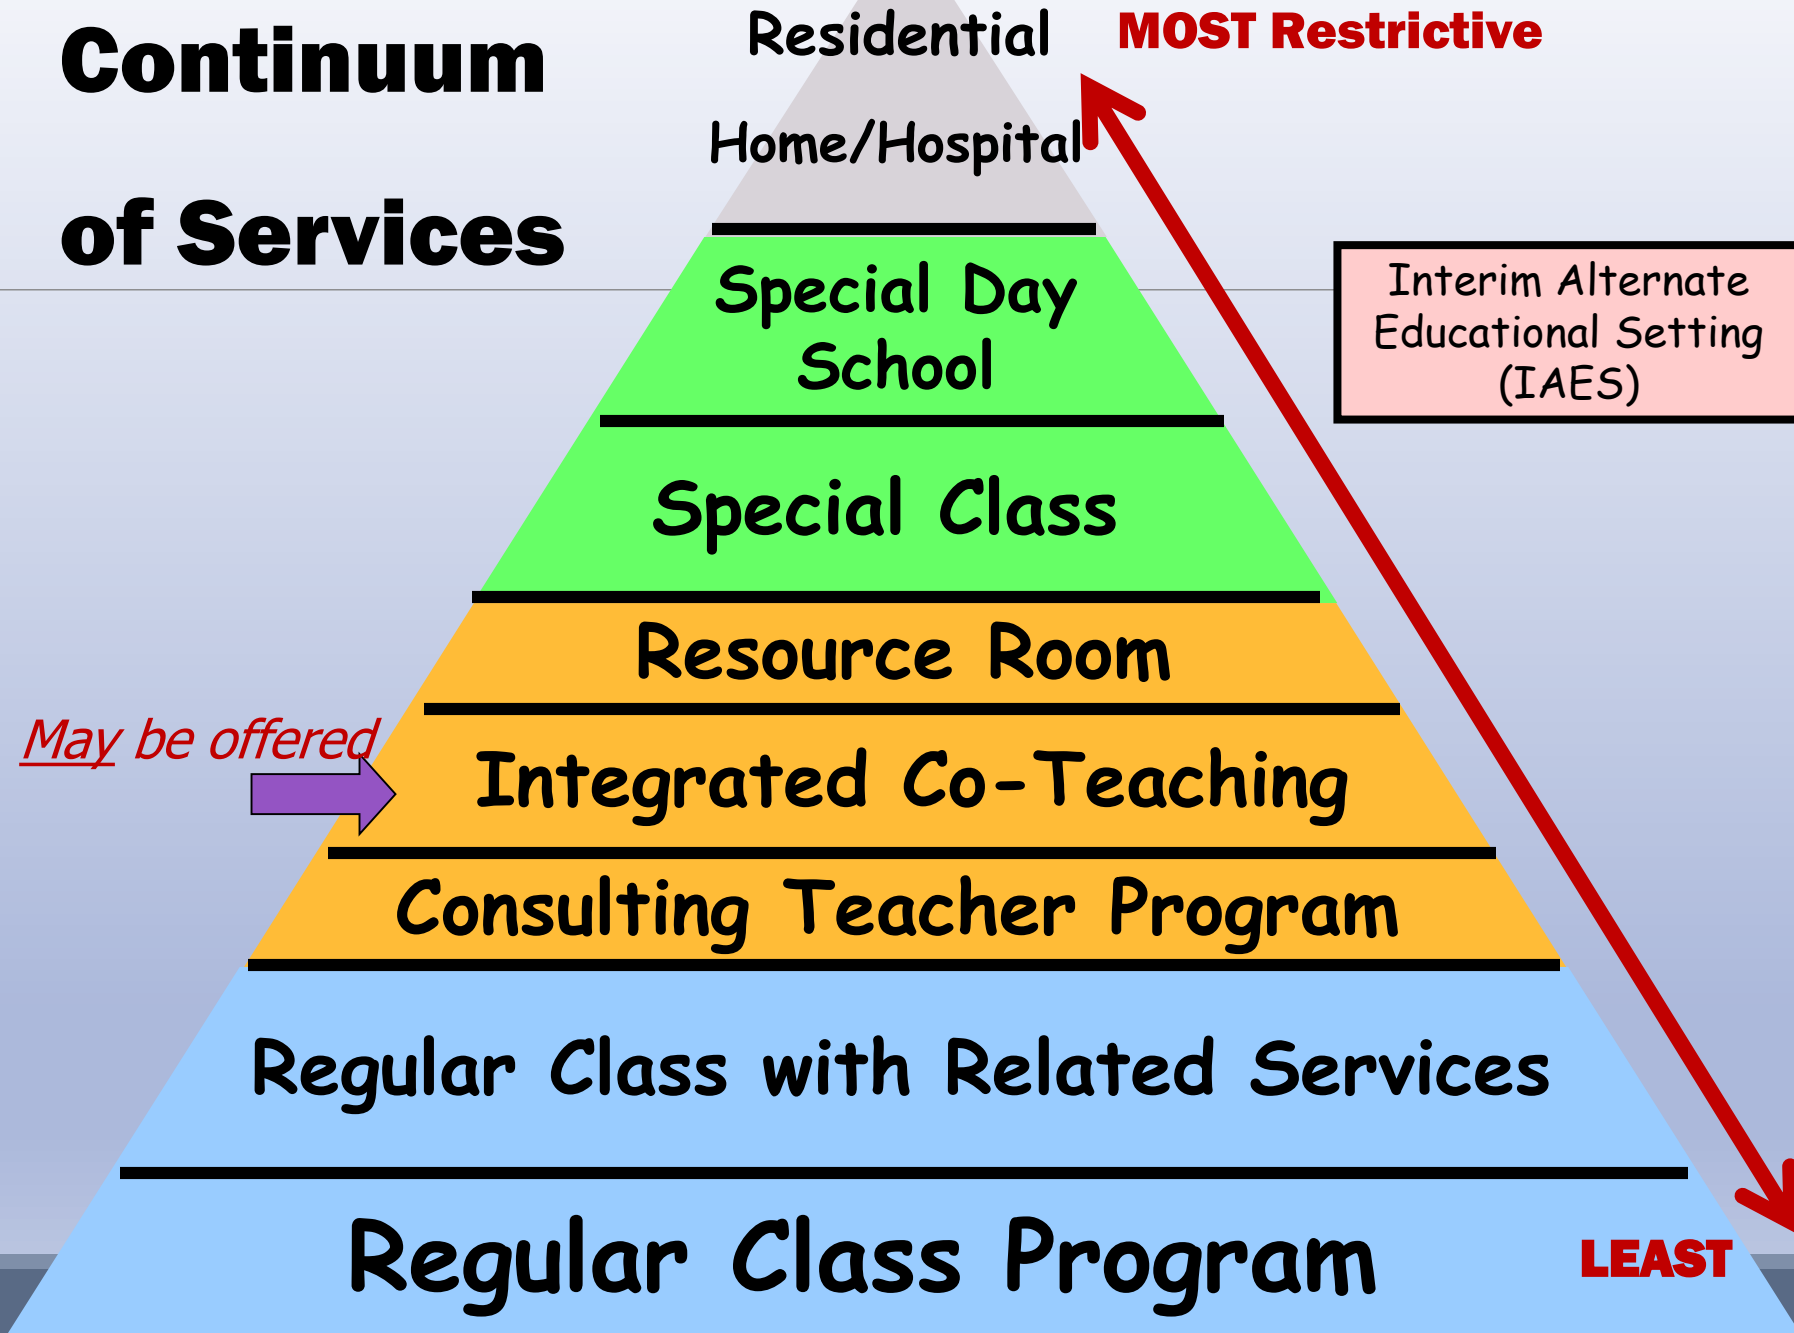 Continuum
of Services
Residential
MOST Restrictive
Home/Hospital
Special Day
School
Interim Alternate
Educational Setting
(IAES)
Special Class
Resource Room
May be offered
Integrated Co-Teaching
Consulting Teacher Program
Regular Class with Related Services
Regular Class Program
LEAST